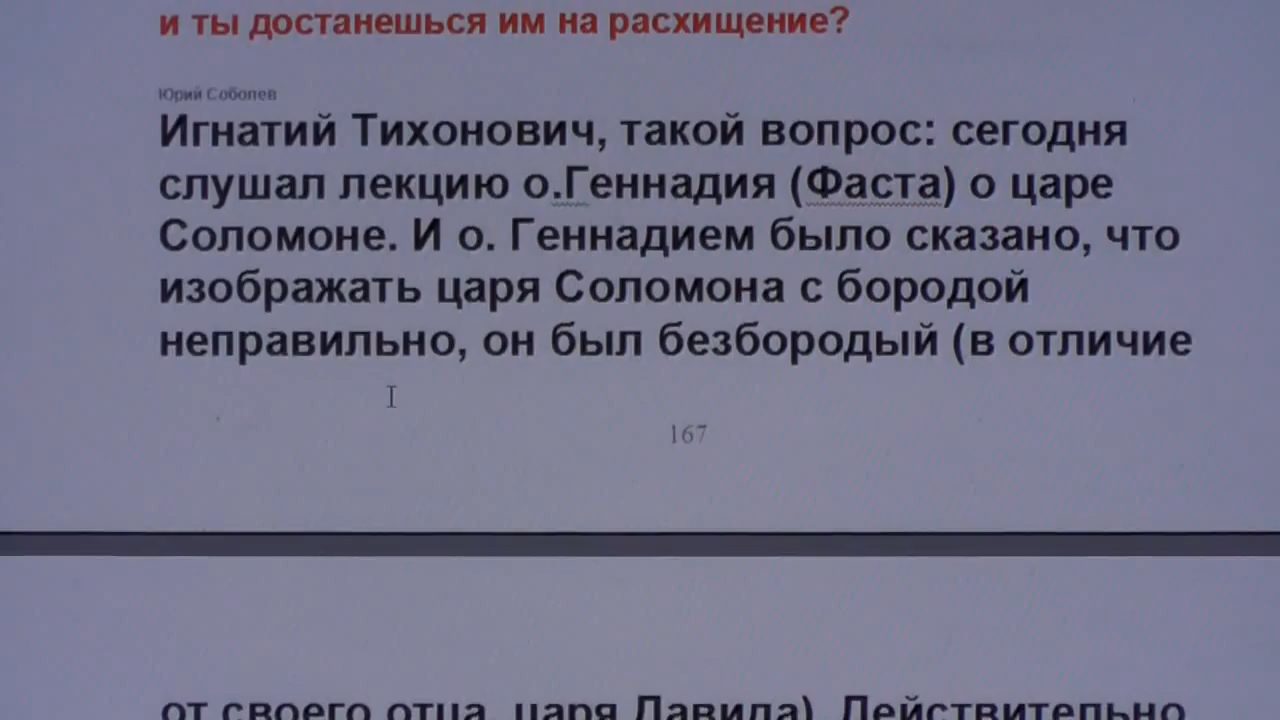 и ты достанешься им на расхищение?
Юрий Соболев
Игнатий Тихонович, такой вопрос: сегодня
слушал лекцию о.Геннадия (Фаста) о царе
Соломоне. И о. Геннадием было сказано, что
изображать царя Соломона с бородой
неправильно, он был безбородый (в отличие
167
от своего отца, царя Давида). Действительно